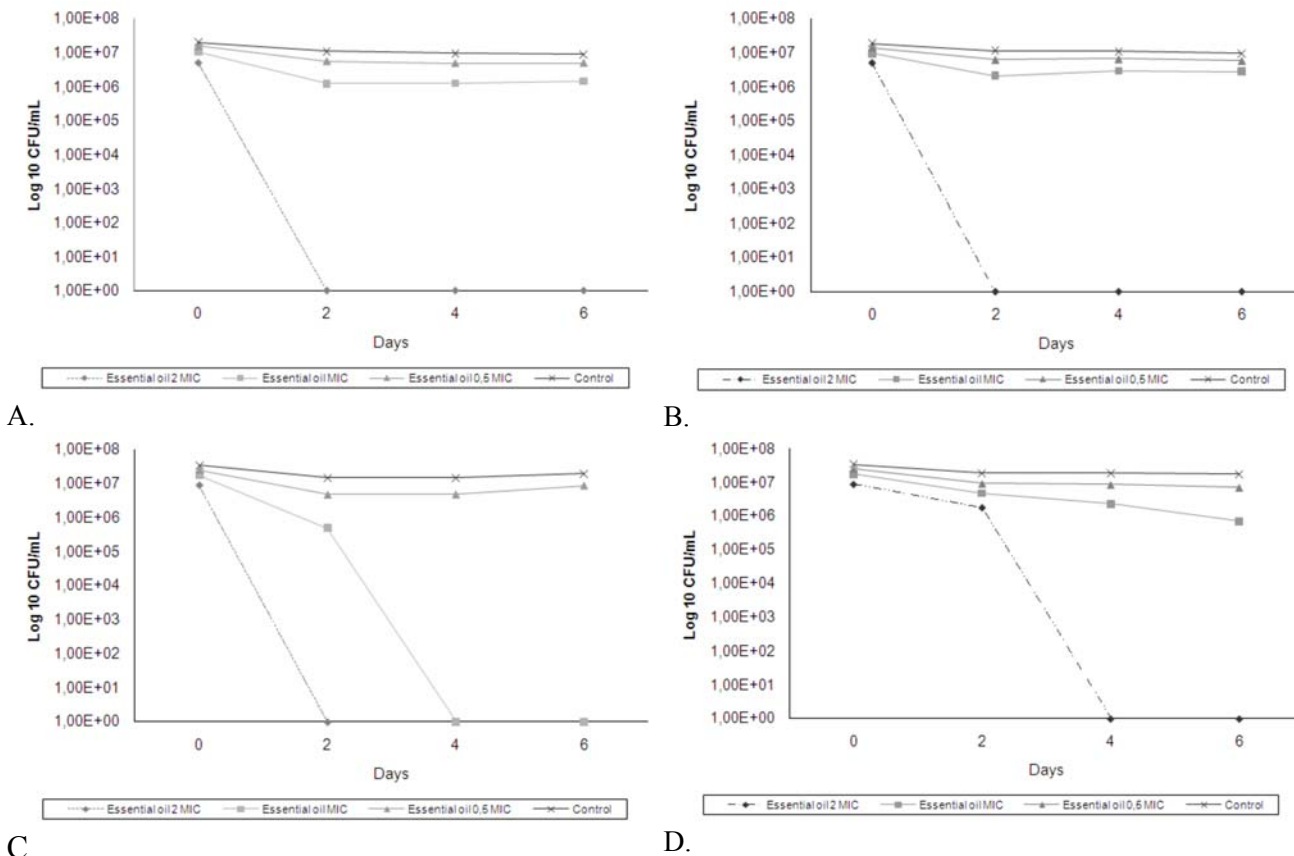 1,00E+08
1,00E+07
1,00E+06
1,00E+05
1,00E+04
1,00E+03
1,00E+02
1,00E+01
1,00E+00
Log 10 CFU/mL
0 2 4 6
Days
Essential oil 2 MIC Essential oil MIC Essential oil 0,5 MIC Control
A.
1,00E+08
1,00E+07
1,00E+06
1,00E+05
1,00E+04
1,00E+03
1,00E+02
1,00E+01
1,00E+00
Log 10 CFU/mL
0 2 4 6
Days
Essential oil 2 MIC Essential oil MIC Essential oil 0,5 MIC Control
B.
1,00E+08
1,00E+07
1,00E+06
1,00E+05
1,00E+04
1,00E+03
1,00E+02
1,00E+01
1,00E+00
Log 10 CFU/mL
0 2 4 6
Days
Essential oil 2 MIC Essential oil MIC Essential oil 0,5 MIC Control
C
1,00E+08
1,00E+07
1,00E+06
1,00E+05
1,00E+04
1,00E+03
1,00E+02
1,00E+01
1,00E+00
Log 10 CFU/mL
0 2 4 6
Days
Essential oil 2 MIC Essential oil MIC Essential oil 0,5 MIC Control
D.